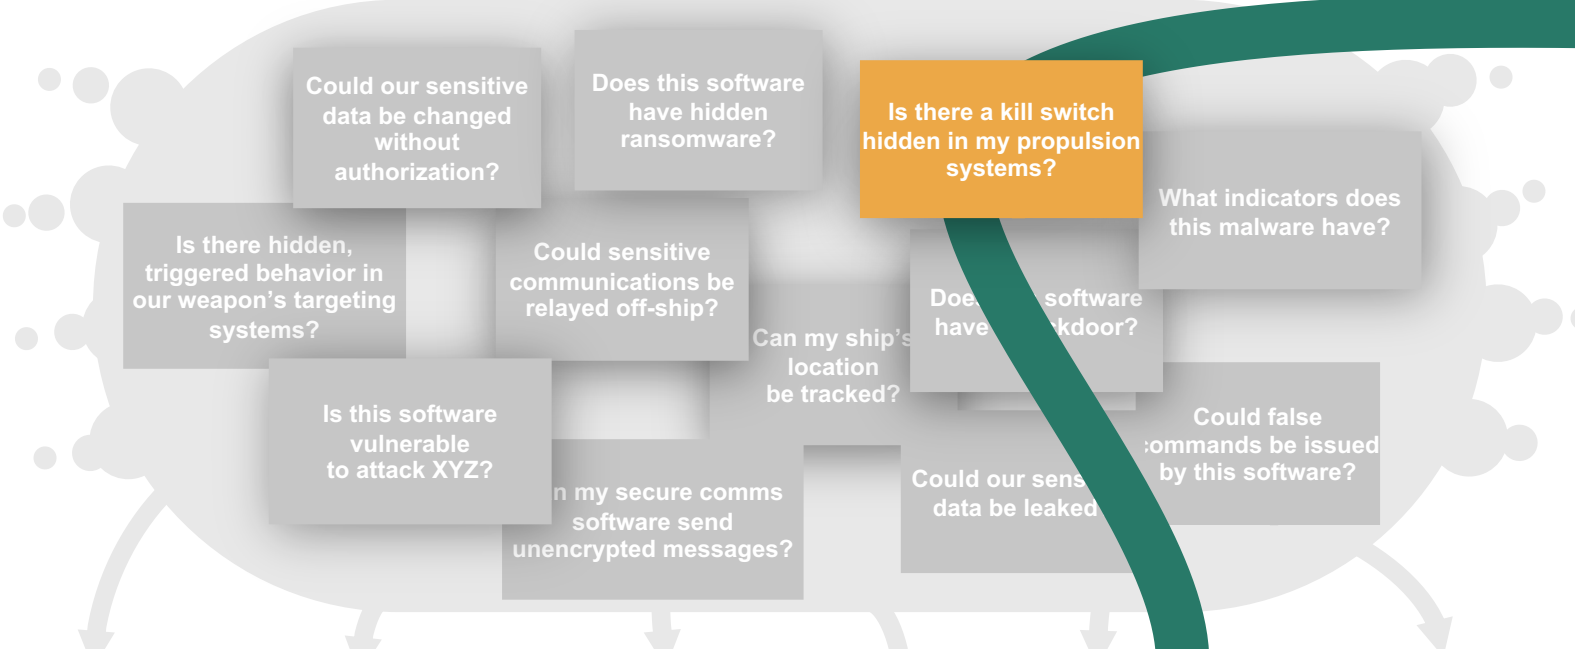 Could our sensitive
data be changed
without
authorization?
Does this software
have hidden
ransomware?
Is there a kill switch
hidden in my propulsion
systems?
What indicators does
this malware have?
Is there hidden,
triggered behavior in
our weapon's targeting
systems?
Could sensitive
communications be
relayed off-ship?
Can my ship's
location
be tracked?
software
have
Is this software
vulnerable
to attack XYZ?
my secure comms
software send
unencrypted messages?
Could our
data be leaked
Could false
commands be issued
by this software?